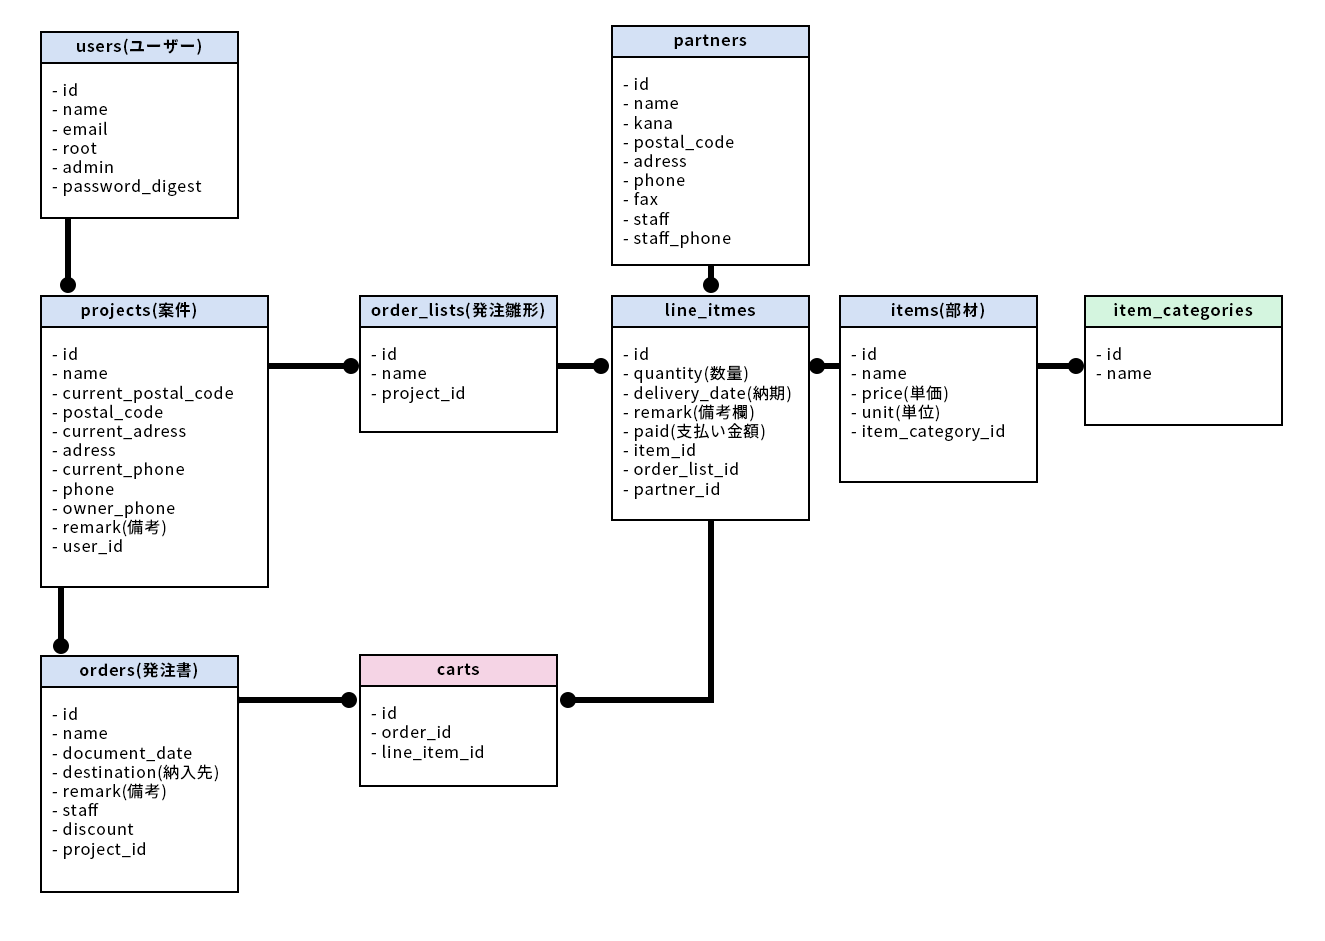 users(ユーザー)
- id
- name
- email
- root
- admin
- password_digest
partners
- id
- name
- kana
- postal_code
- adress
- phone
- fax
- staff
- staff_phone
projects(案件)
- id
- name
- current_postal_code
- postal_code
- current_adress
- adress
- current_phone
- phone
- owner_phone
- remark(備考)
- user_id
order_lists(発注雛形)
- id
- name
- project_id
line_itmes
- id
- quantity(数量)
- delivery_date(納期)
- remark(備考欄)
- paid(支払い金額)
- item_id
- order_list_id
- partner_id
items(部材)
- id
- name
- price(単価)
- unit(単位)
- item_category_id
item_categories
- id
- name
orders(発注書)
- id
- name
- document_date
- destination(納入先)
- remark(備考)
- staff
- discount
- project_id
carts
- id
- order_id
- line_item_id